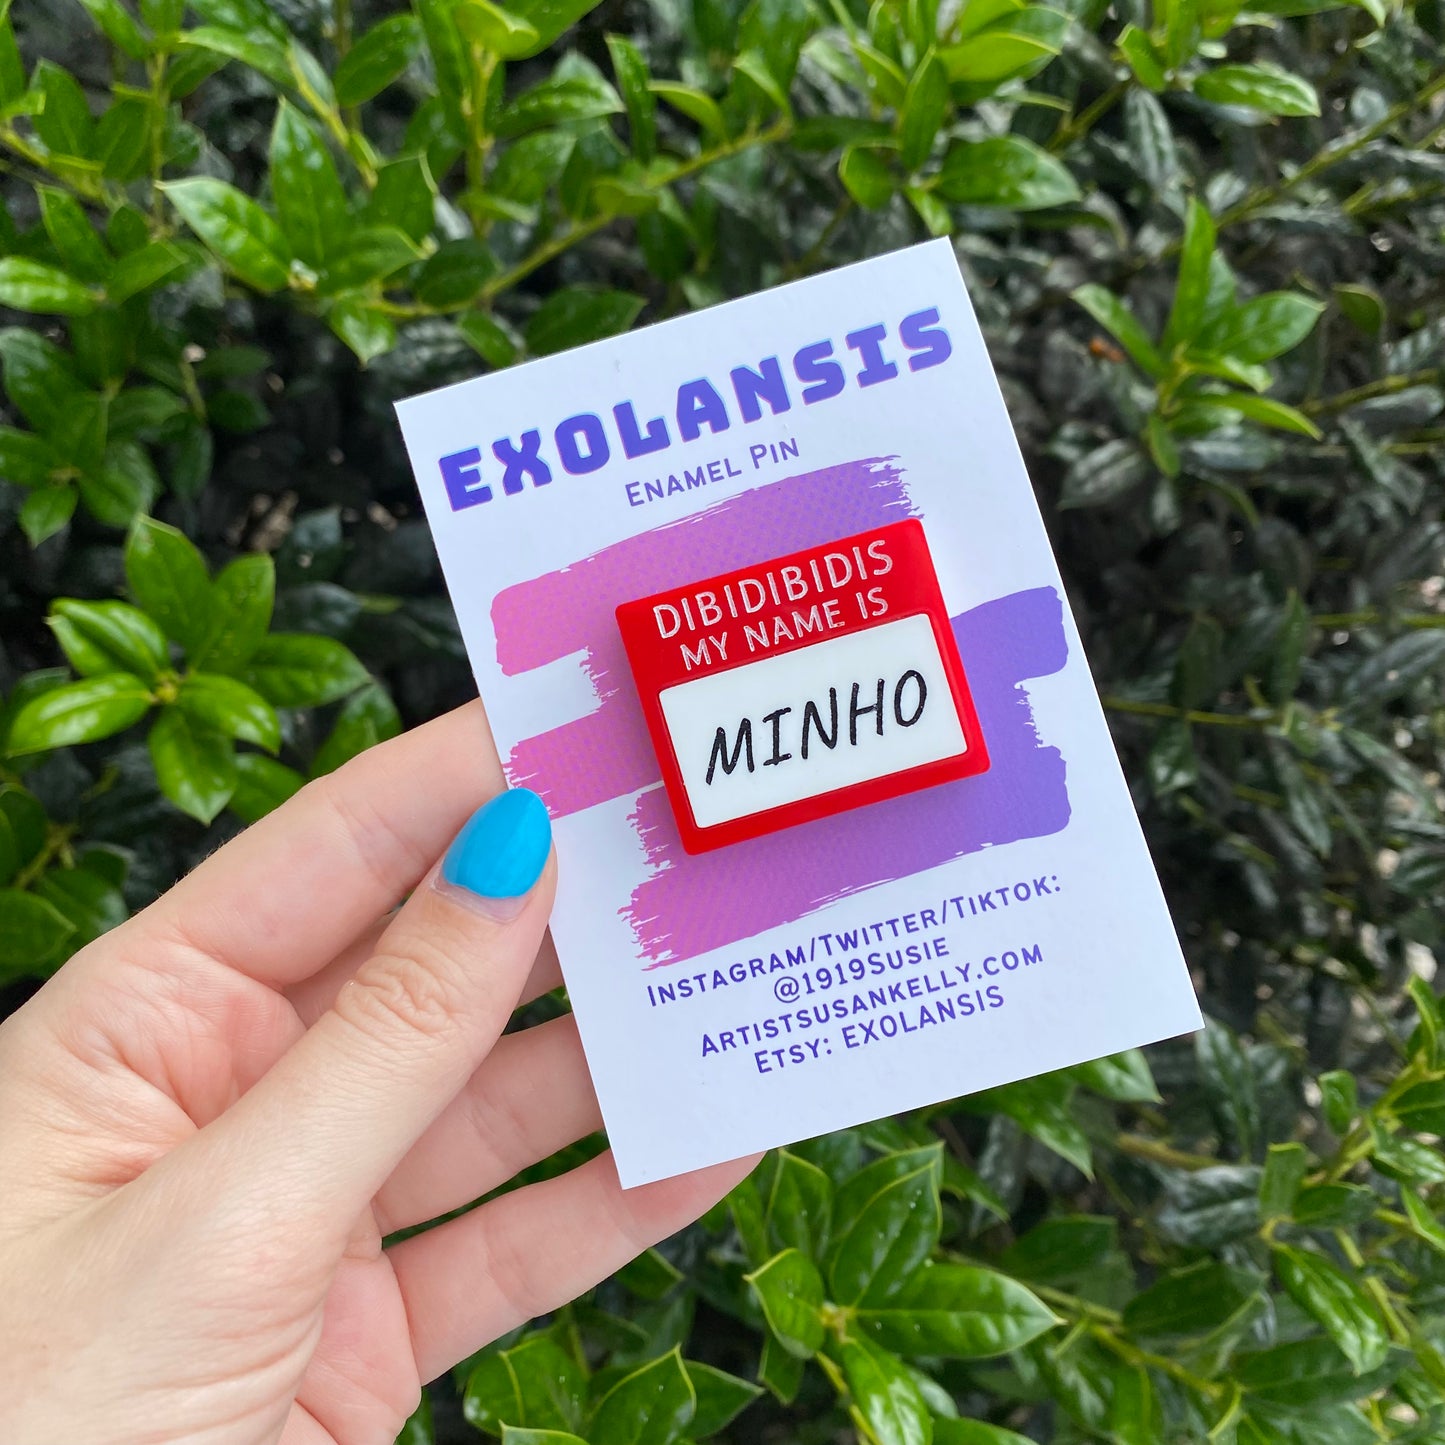 EXOLANSIS
ENAMEL PIN
DIBIDIBIDIS
MY NAME IS
MINHO
INSTAGRAM/TWITTER/TIKTOK:
@1919SUSIE
ARTISTSUSANKELLY.COM
ETSY: EXOLANSIS